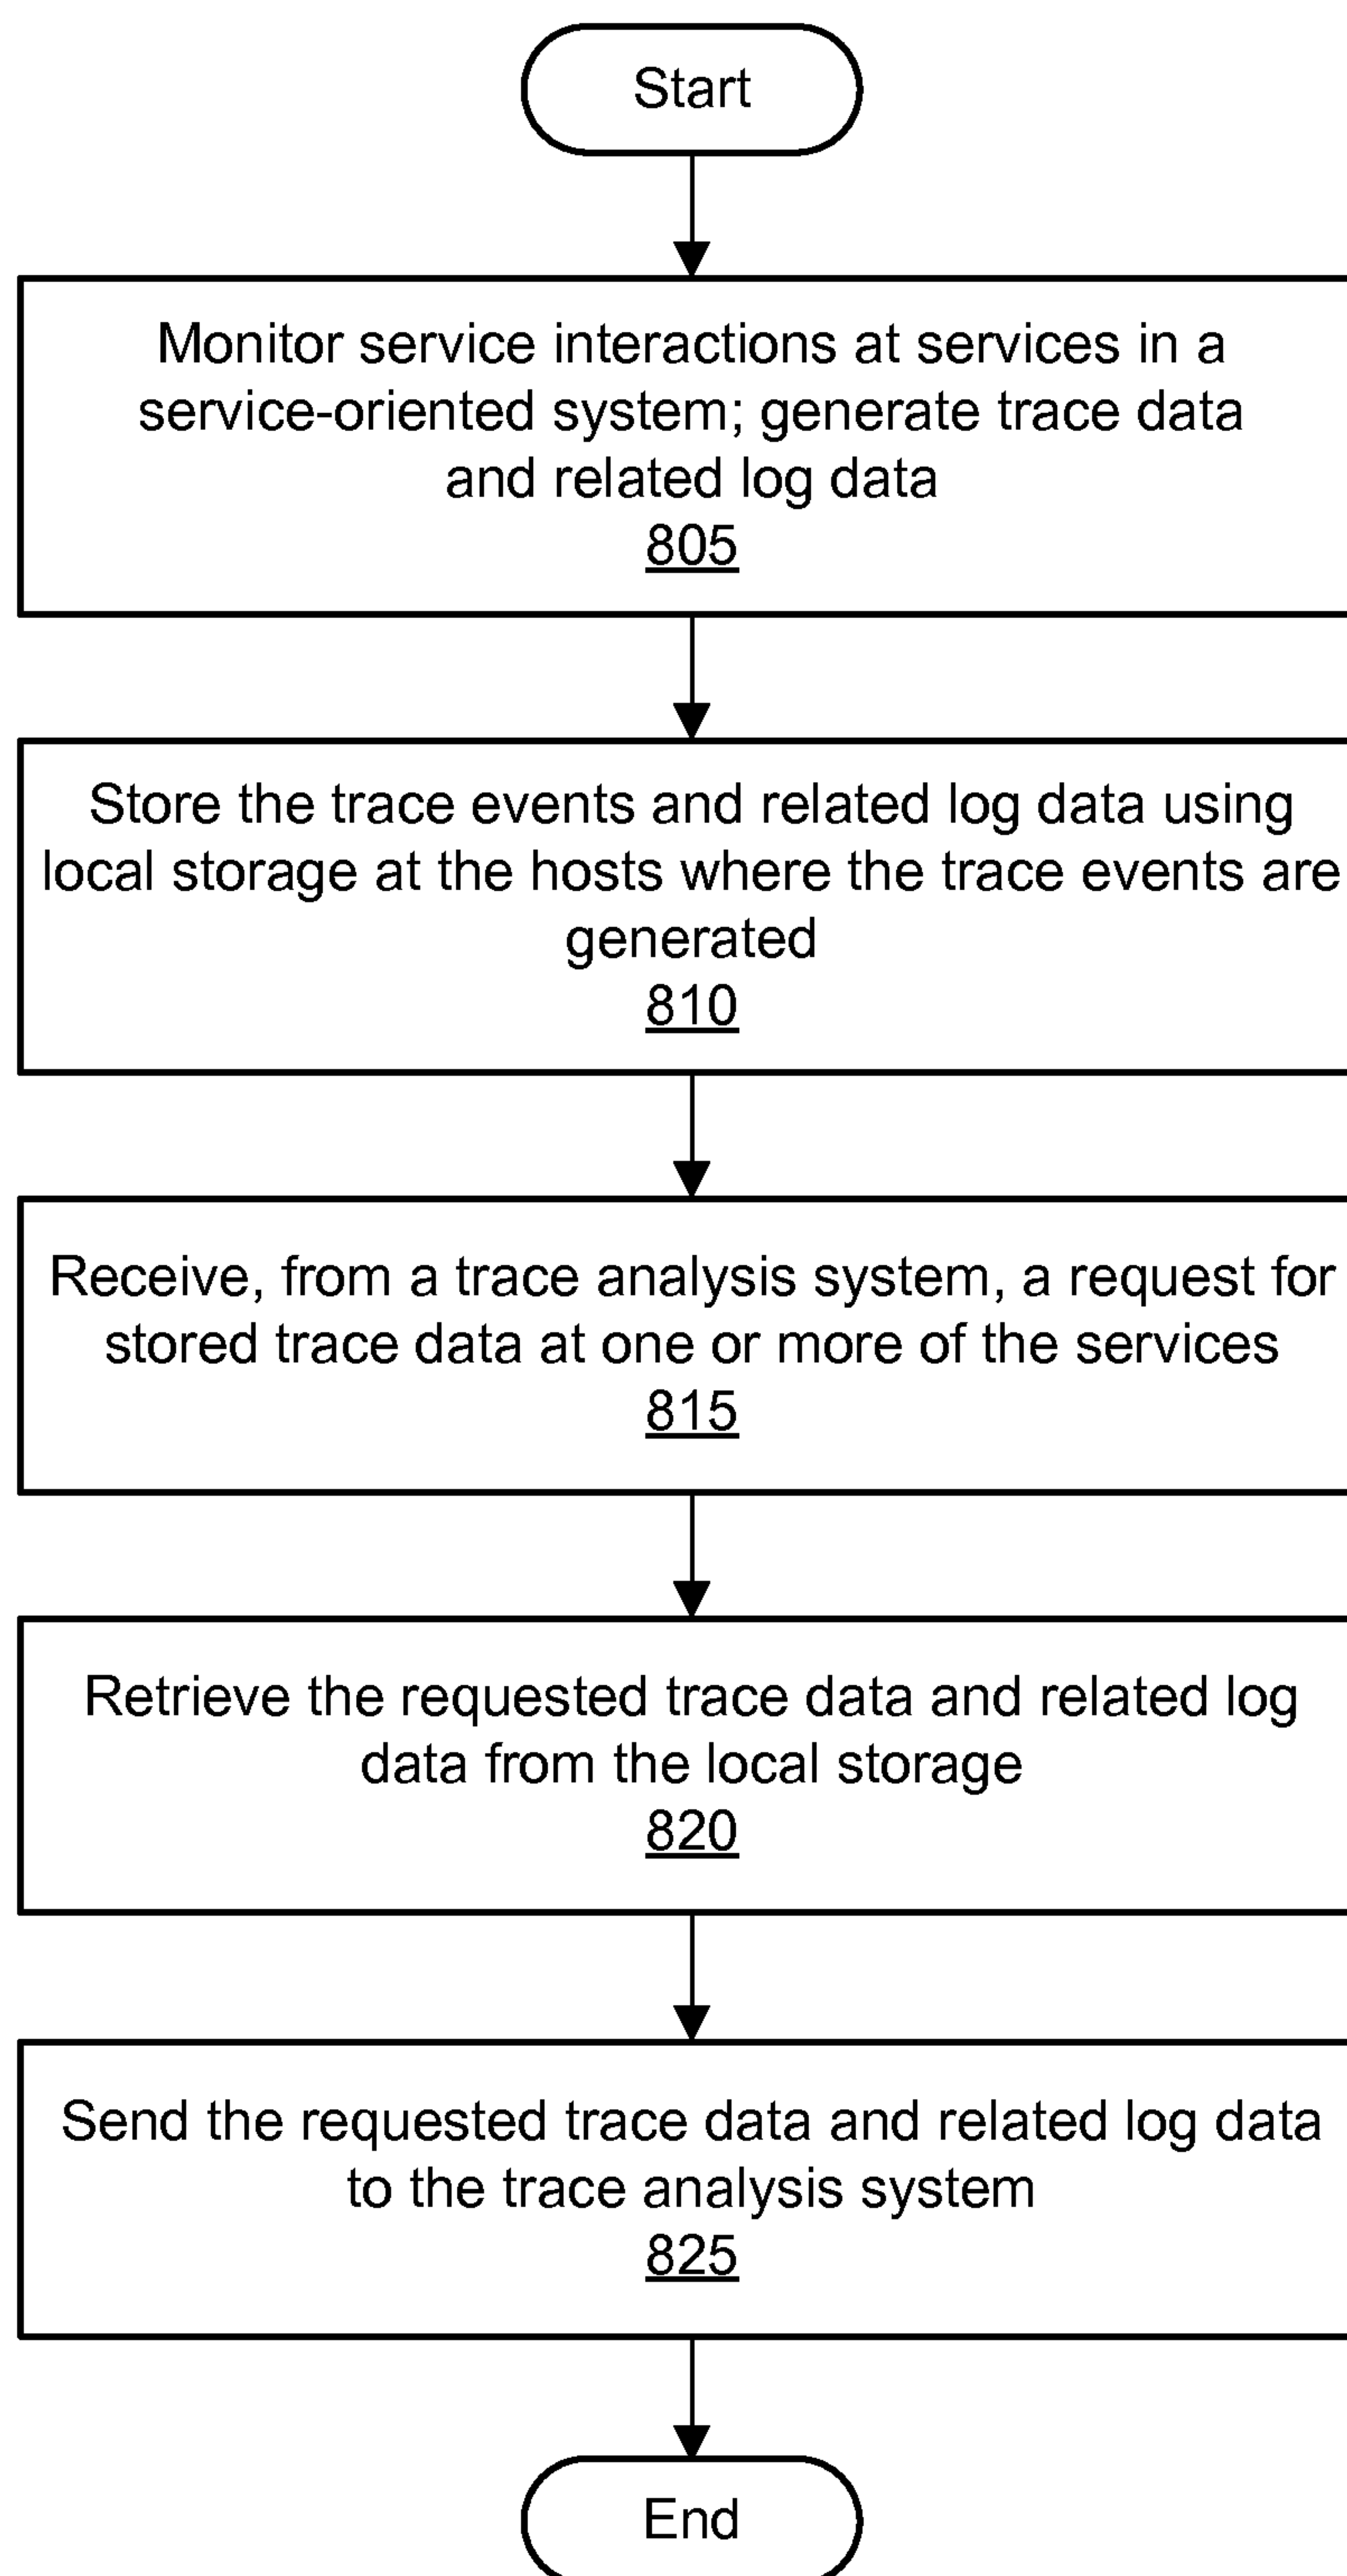 Start
Monitor service interactions at services in a
service-oriented system; generate trace data
and related log data
805
Store the trace events and related log data using
local storage at the hosts where the trace events are
generated
810
Receive, from a trace analysis system, a request for
stored trace data at one or more of the services
815
Retrieve the requested trace data and related log
data from the local storage
820
Send the requested trace data and related log data
to the trace analysis system
825
End